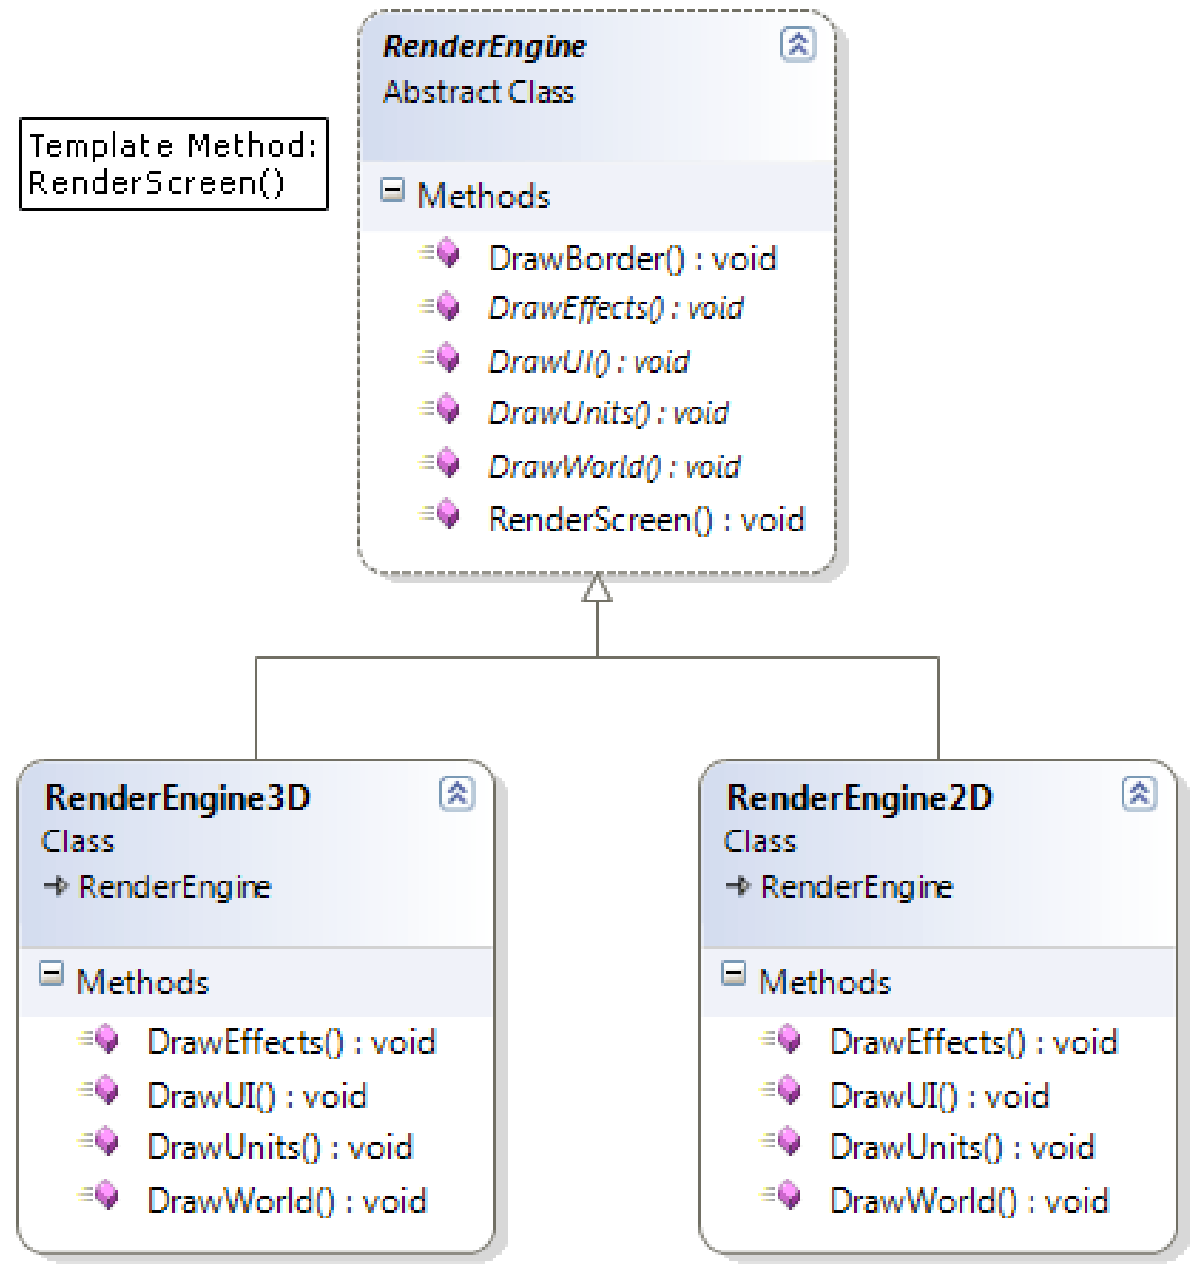 RenderEngine
Abstract Class
Template Method:
RenderScreen()
Methods
DrawBorder() : void
DrawEffects() : void
DrawUI() : void
DrawUnits() : void
DrawWorld() : void
RenderScreen() : void
RenderEngine3D
Class
RenderEngine
Methods
DrawEffects() : void
DrawUI() : void
DrawUnits() : void
DrawWorld() : void
RenderEngine2D
Class
RenderEngine
Methods
DrawEffects() : void
DrawUI() : void
DrawUnits() : void
DrawWorld() : void